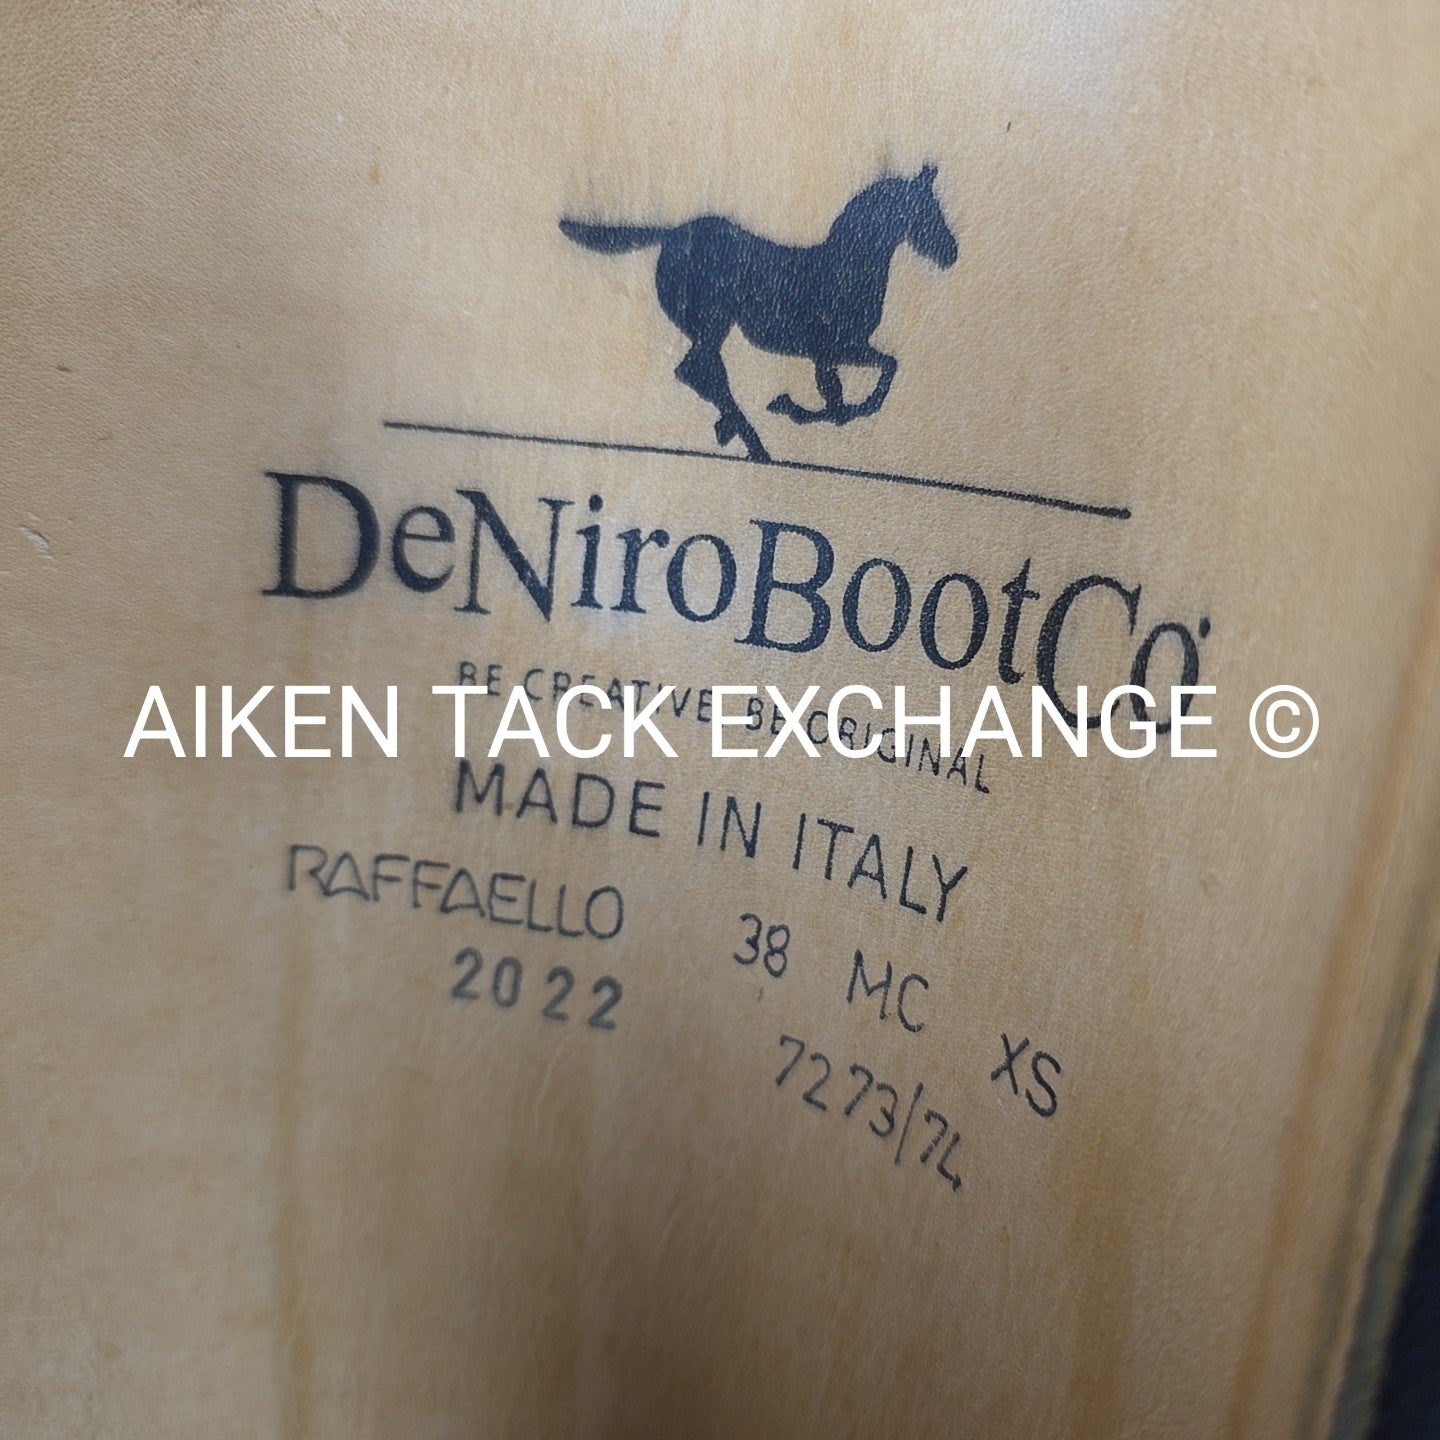 DeNiroBootCo
BE CREATIVE, BE ORIGINAL
AIKEN TACK EXCHANGE ©
MADE IN ITALY
RAFFAELLO 38 MC XS
2022 7273/74